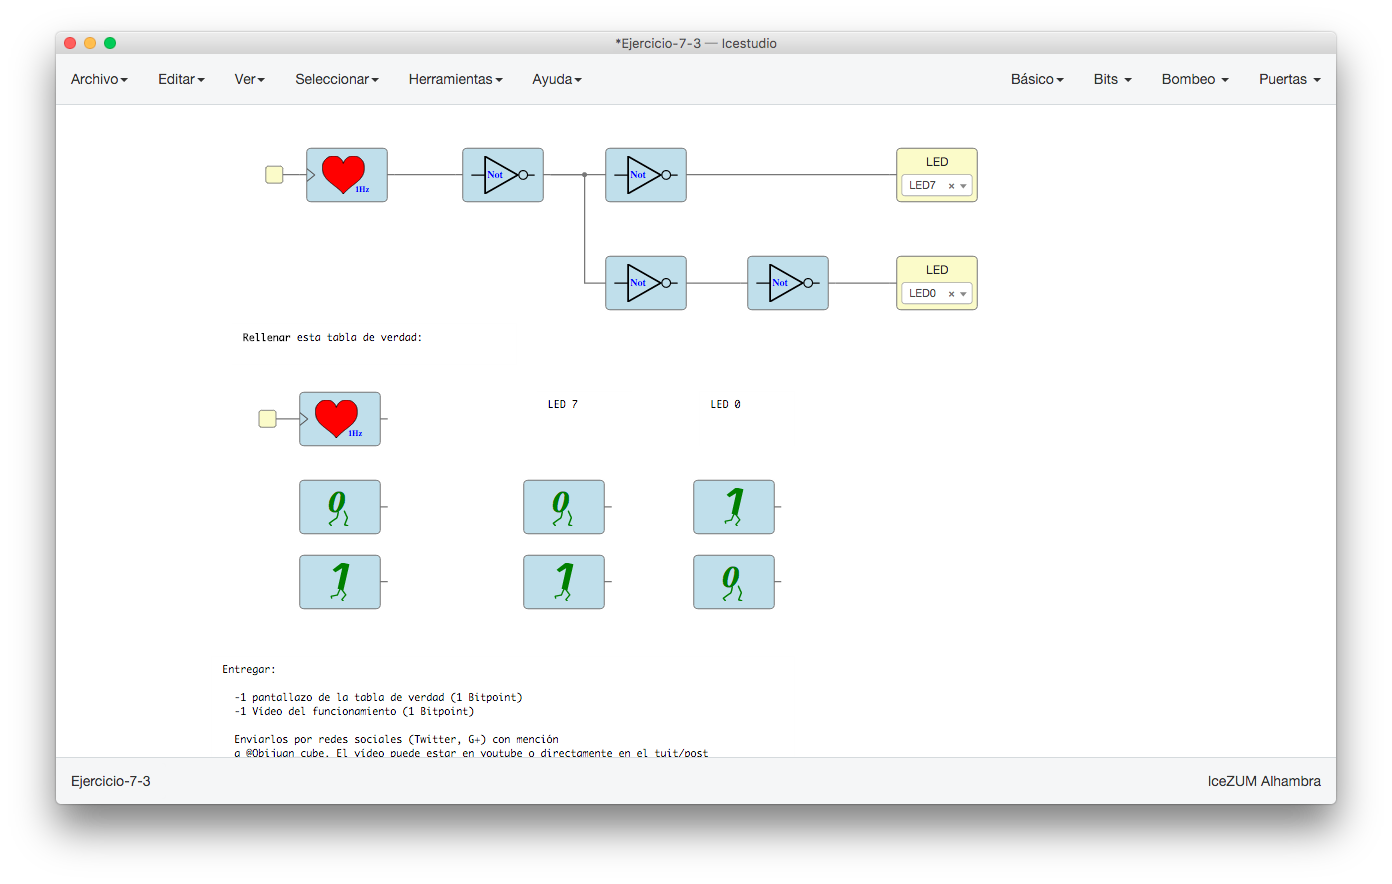 *Ejercicio-7-3 — Icestudio
Archivo Editar Ver Seleccionar Herramientas Ayuda Básico Bits Bombeo Puertas
1Hz Not Not LED
LED7 ×
Not Not LED
LED0 ×
Rellenar esta tabla de verdad:
1Hz LED 7 LED 0
0 0 1
1 1 0
Entregar:
-1 pantallazo de la tabla de verdad (1 Bitpoint)
-1 Vídeo del funcionamiento (1 Bitpoint)
Enviarlos por redes sociales (Twitter, G+) con mención
a @Obijuan_cube. El vídeo puede estar en youtube o directamente en el tuit/post
Ejercicio-7-3 IceZUM Alhambra